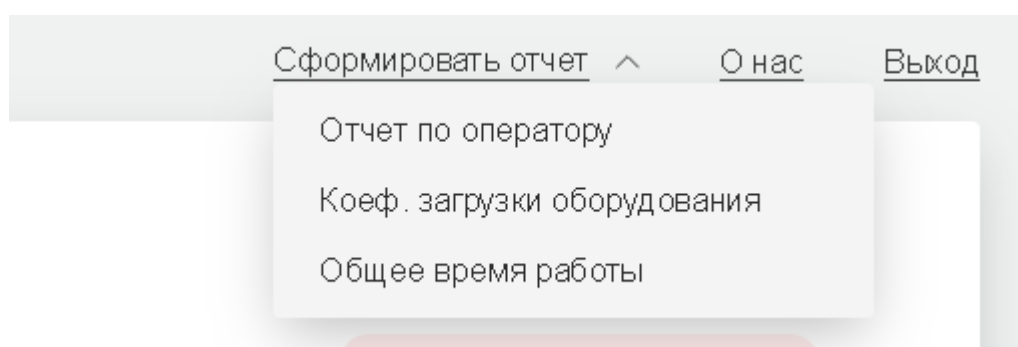 Сформировать отчет О нас Выход
Отчет по оператору
Коеф. загрузки оборудования
Общее время работы